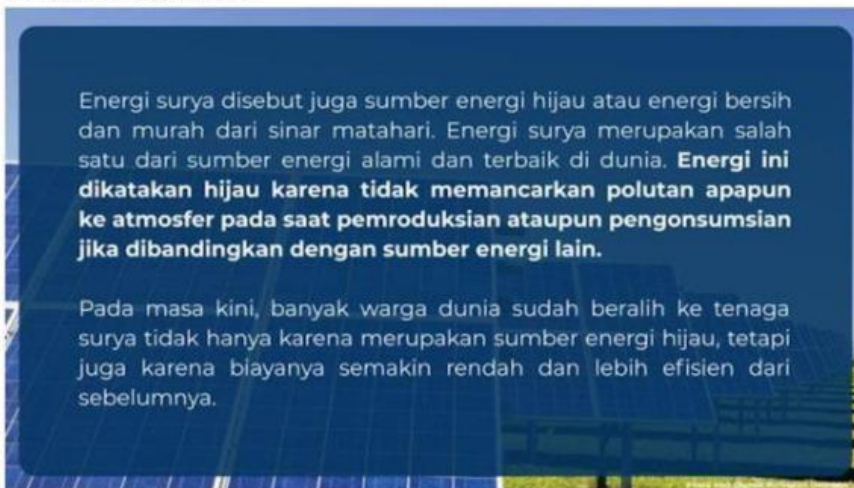 Energi surya disebut juga sumber energi hijau atau energi bersih
dan murah dari sinar matahari. Energi surya merupakan salah
satu dari sumber energi alami dan terbaik di dunia. Energi ini
dikatakan hijau karena tidak memancarkan polutan apapun
ke atmosfer pada saat pemroduksian ataupun pengonsumsian
jika dibandingkan dengan sumber energi lain.
Pada masa kini, banyak warga dunia sudah beralih ke tenaga
surya tidak hanya karena merupakan sumber energi hijau, tetapi
juga karena biayanya semakin rendah dan lebih efisien dari
sebelumnya.